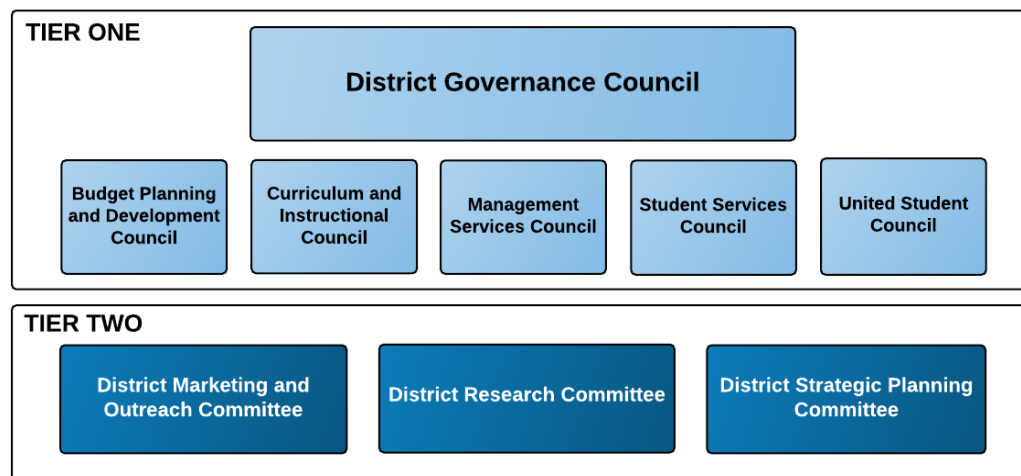 TIER ONE
District Governance Council
Budget Planning
and Development
Council
Curriculum and
Instructional
Council
Management
Services Council
Student Services
Council
United Student
Council
TIER TWO
District Marketing and
Outreach Committee
District Research Committee
District Strategic Planning
Committee